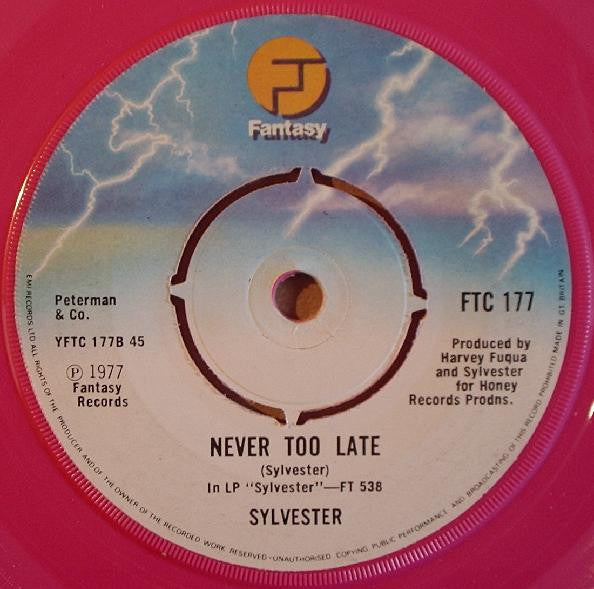 Fantasy
Peterman
& Co.
YFTC 177B 45
Ⓟ 1977
Fantasy
Records
FTC 177
Produced by
Harvey Fuqua
and Sylvester
for Honey
Records Prodns.
NEVER TOO LATE
(Sylvester)
In LP "Sylvester"—FT 538
SYLVESTER
EMI RECORDS LTD ALL RIGHTS OF THE PRODUCER AND OF THE OWNER OF THE RECORDED WORK RESERVED-UNAUTHORISED COPYING PUBLIC PERFORMANCE AND BROADCASTING OF THIS RECORD PROHIBITED MADE IN GT BRITAIN